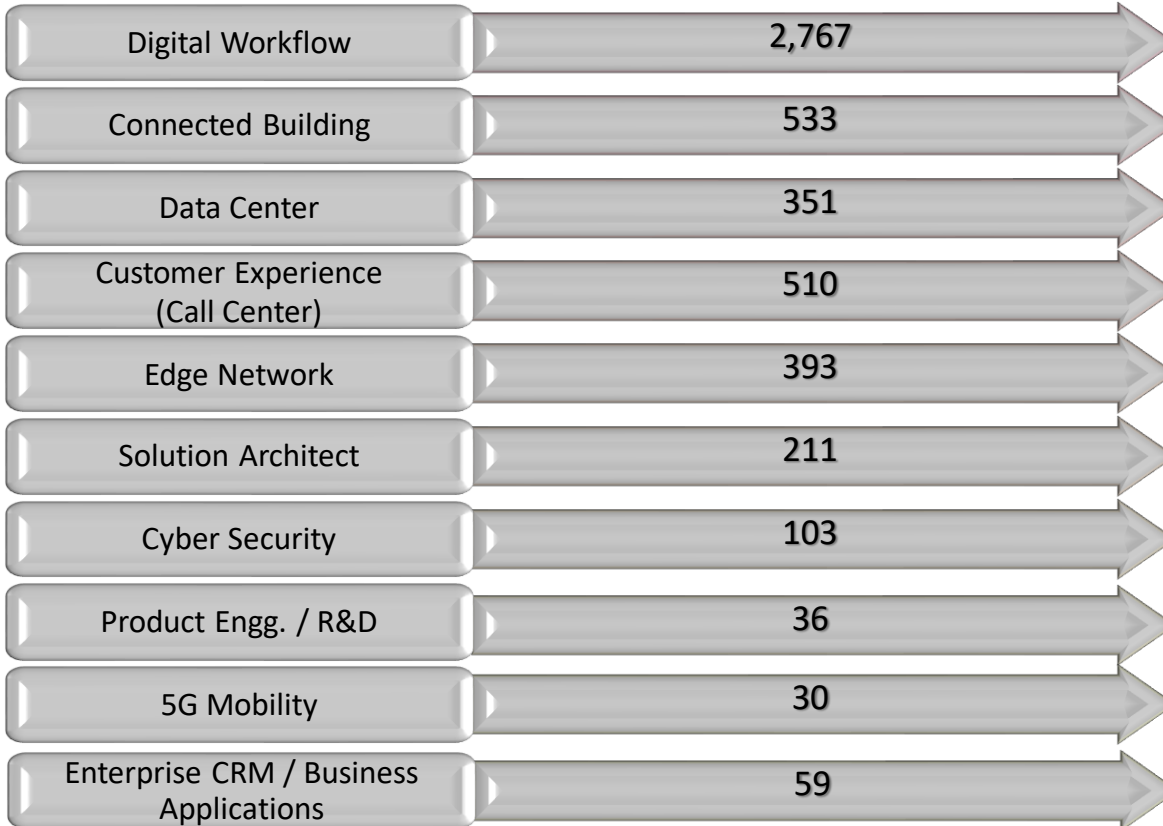 Digital Workflow 2,767
Connected Building 533
Data Center 351
Customer Experience
(Call Center) 510
Edge Network 393
Solution Architect 211
Cyber Security 103
Product Engg. / R&D 36
5G Mobility 30
Enterprise CRM / Business
Applications 59